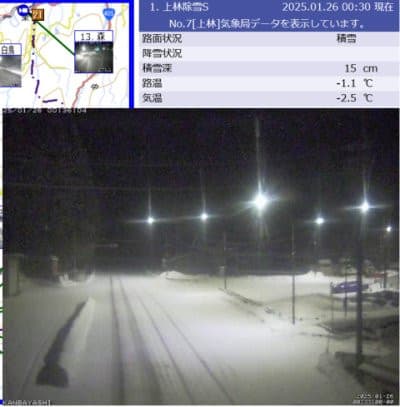 1. 上林除雪S 2025.01.26 00:30 現在
No.7[上林]気象局データを表示しています。
路面状況 積雪
降雪状況
積雪深 15 cm
路温 -1.1 ℃
気温 -2.5 ℃
21
13. 森
白鳥
KANBAYASHI
2025/01/26